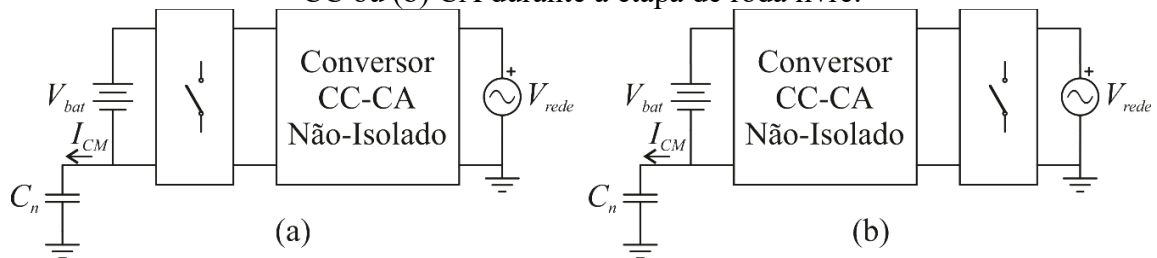 CC ou (b) CA durante a etapa de roda livre.
V_bat
I_CM
C_n
Conversor
CC-CA
Não-Isolado
+
V_rede
(a)
V_bat
I_CM
C_n
Conversor
CC-CA
Não-Isolado
+
V_rede
(b)